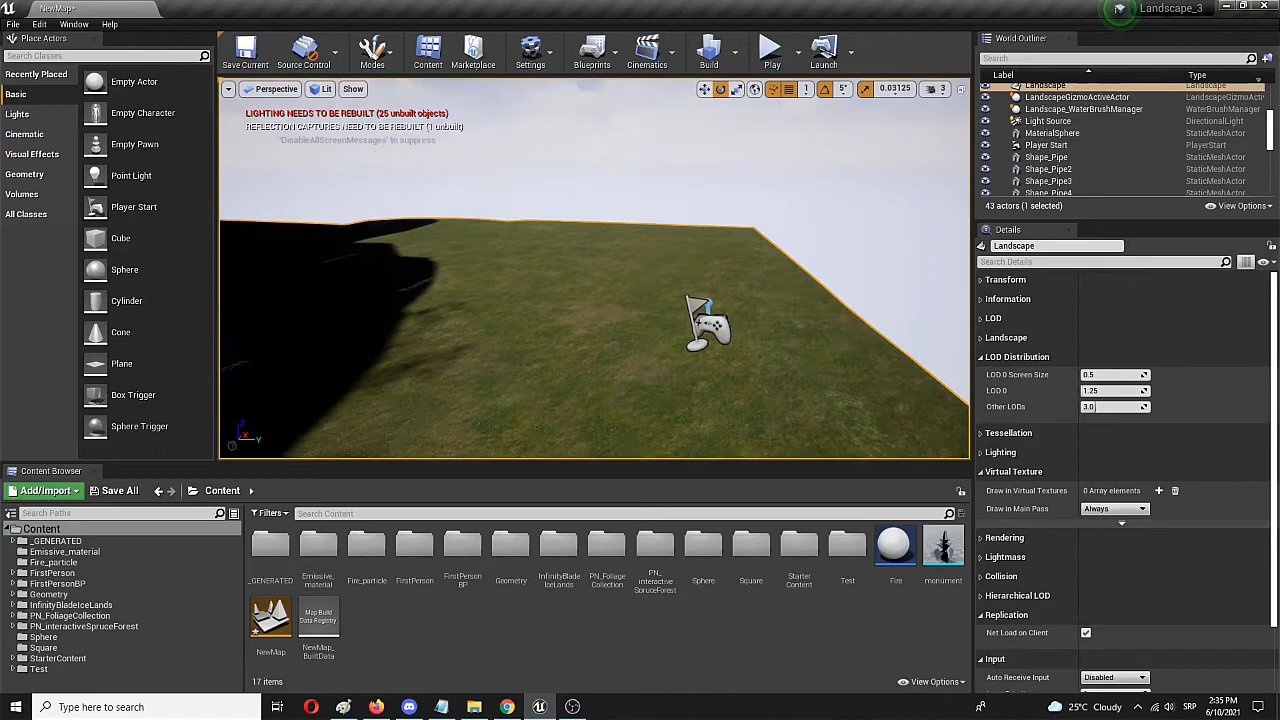 NewMap*
Landscape_3
File Edit Window Help
Place Actors
Search Classes
Recently Placed
Basic
Lights
Cinematic
Visual Effects
Geometry
Volumes
All Classes
Empty Actor
Empty Character
Empty Pawn
Point Light
Player Start
Cube
Sphere
Cylinder
Cone
Plane
Box Trigger
Sphere Trigger
Save Current Source Control Modes Content Marketplace Settings Blueprints Cinematics Build Play Launch
Perspective Lit Show
1 5° 0.03125 3
LIGHTING NEEDS TO BE REBUILT (25 unbuilt objects)
REFLECTION CAPTURES NEED TO BE REBUILT (1 unbuilt)
'DisableAllScreenMessages' to suppress
Z X Y
World Outliner
Search
Label Type
Landscape Landscape
LandscapeGizmoActiveActor LandscapeGizmoActi
Landscape_WaterBrushManager WaterBrushManager
Light Source DirectionalLight
MaterialSphere StaticMeshActor
Player Start PlayerStart
Shape_Pipe StaticMeshActor
Shape_Pipe2 StaticMeshActor
Shape_Pipe3 StaticMeshActor
Shape_Pipe4 StaticMeshActor
43 actors (1 selected) View Options
Details
Landscape
Search Details
Transform
Information
LOD
Landscape
LOD Distribution
LOD 0 Screen Size 0.5
LOD 0 1.25
Other LODs 3.0
Tessellation
Lighting
Virtual Texture
Draw in Virtual Textures 0 Array elements
Draw in Main Pass Always
Rendering
Lightmass
Collision
Hierarchical LOD
Replication
Net Load on Client
Input
Auto Receive Input Disabled
Content Browser
Add/Import Save All Content
Search Paths
Filters Search Content
Content
_GENERATED
Emissive_material
Fire_particle
FirstPerson
FirstPersonBP
Geometry
InfinityBladeIceLands
PN_FoliageCollection
PN_interactiveSpruceForest
Sphere
Square
StarterContent
Test
_GENERATED
Emissive_
material
Fire_particle
FirstPerson
FirstPerson
BP
Geometry
InfinityBlade
IceLands
PN_Foliage
Collection
PN_
interactive
SpruceForest
Sphere
Square
Starter
Content
Test
Fire
monument
Map Build
Data Registry
NewMap
NewMap_
BuiltData
17 items View Options
Type here to search
25°C Cloudy
SRP
2:35 PM
6/10/2021